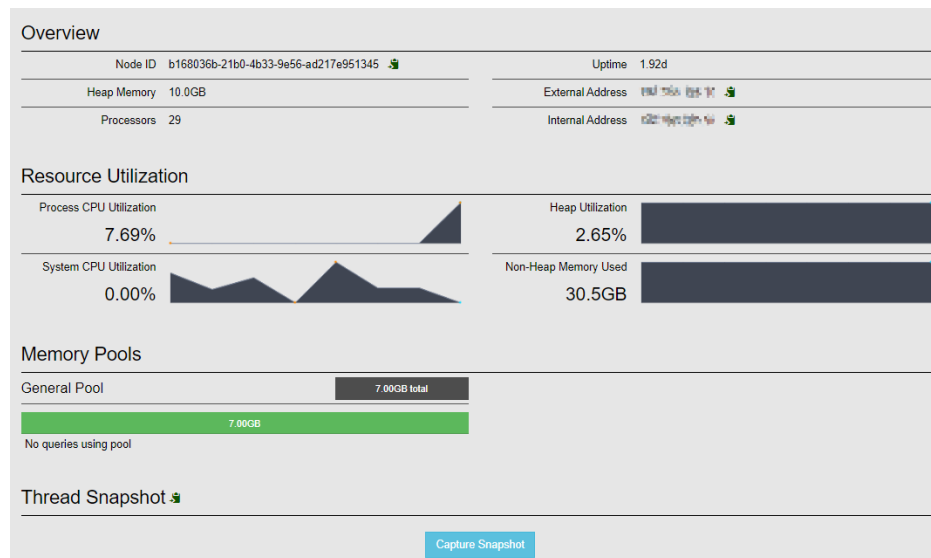 Overview
Node ID b168036b-21b0-4b33-9e56-ad217e951345
Uptime 1.92d
Heap Memory 10.0GB
External Address
Processors 29
Internal Address
Resource Utilization
Process CPU Utilization
7.69%
Heap Utilization
2.65%
System CPU Utilization
0.00%
Non-Heap Memory Used
30.5GB
Memory Pools
General Pool
7.00GB total
7.00GB
No queries using pool
Thread Snapshot
Capture Snapshot